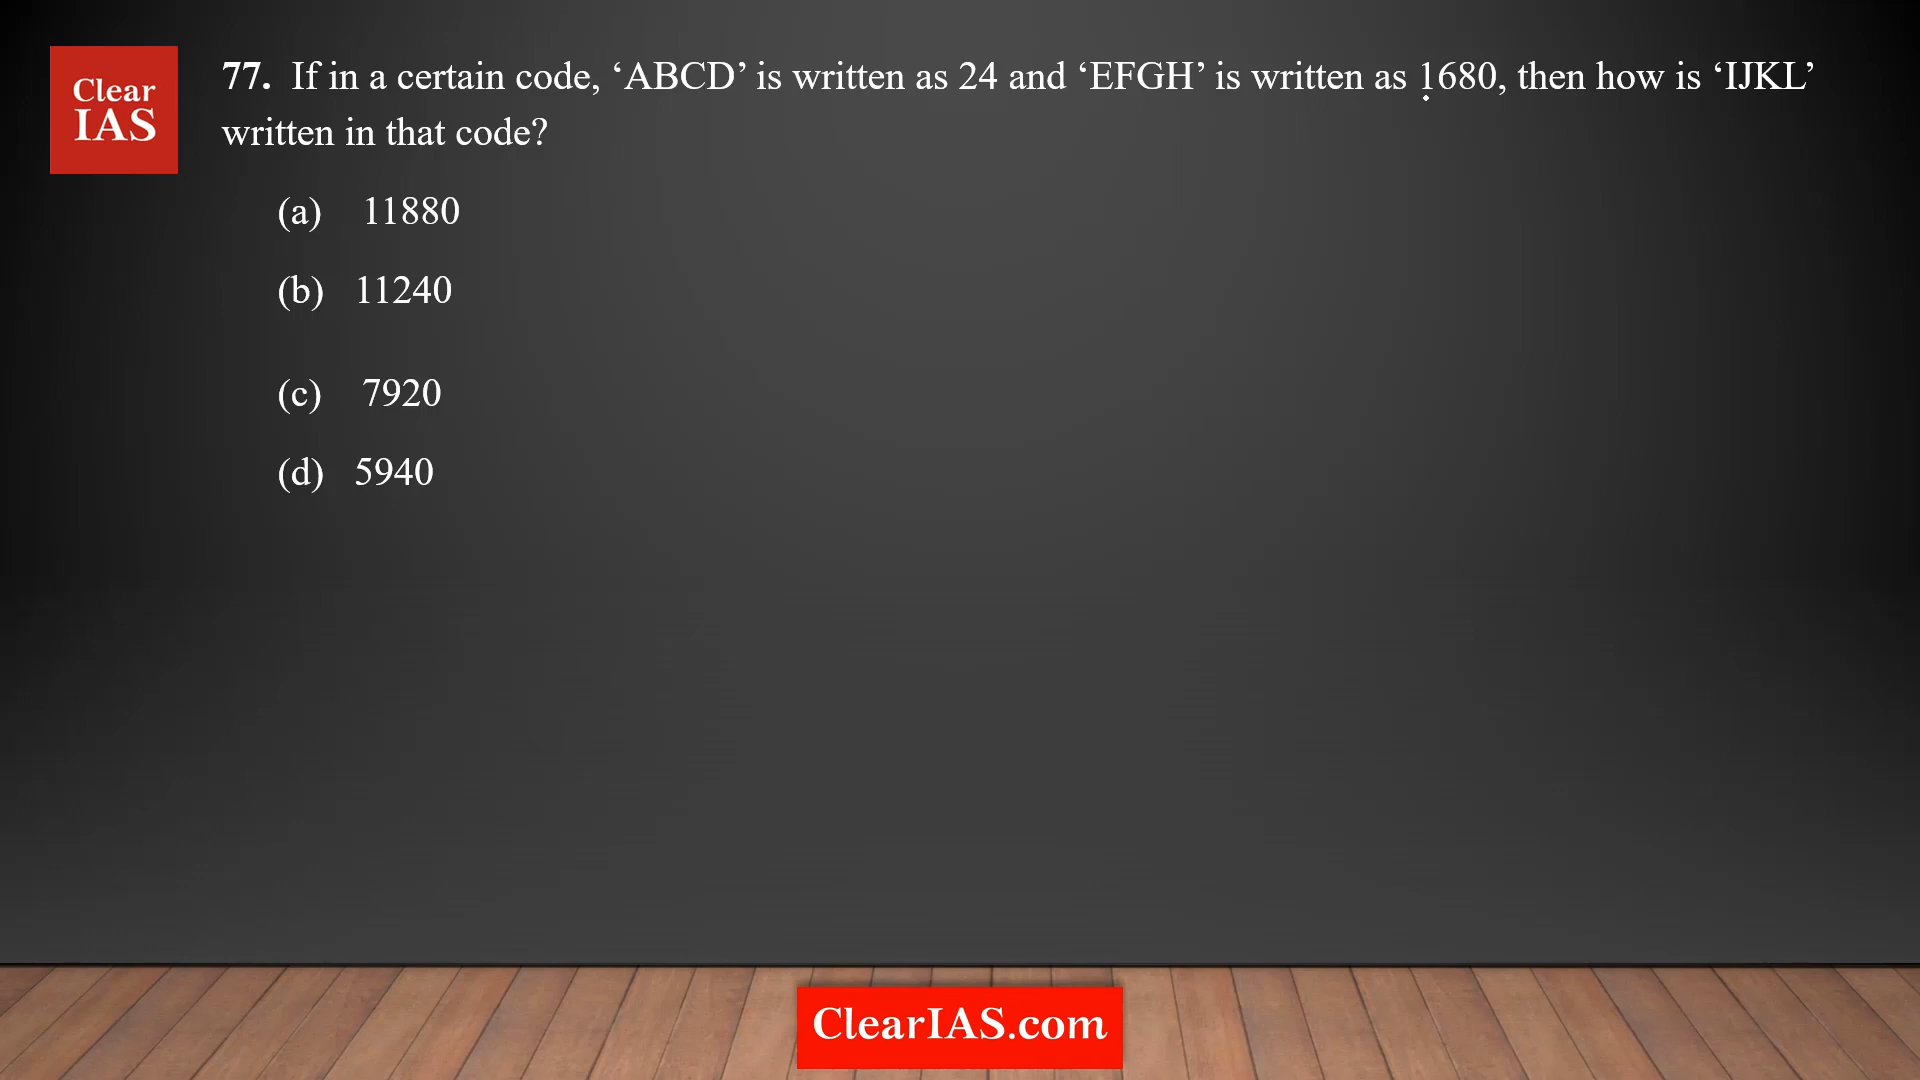 Clear
IAS
77. If in a certain code, ‘ABCD’ is written as 24 and ‘EFGH’ is written as 1680, then how is ‘IJKL’
written in that code?
(a) 11880
(b) 11240
(c) 7920
(d) 5940
ClearIAS.com